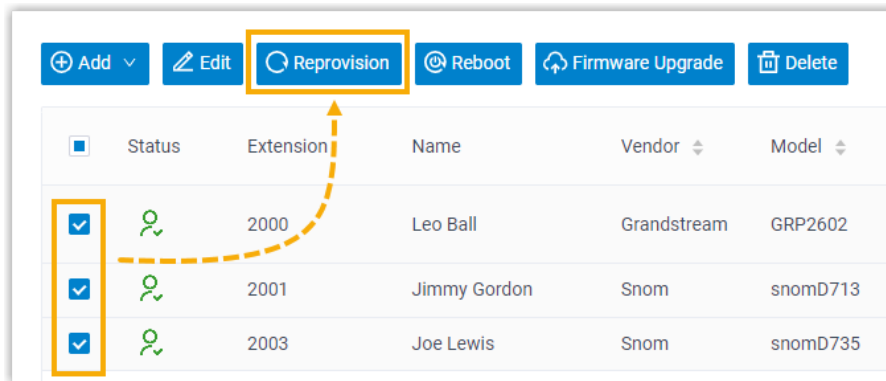 Add Edit Reprovision Reboot Firmware Upgrade Delete
Status Extension Name Vendor Model
2000 Leo Ball Grandstream GRP2602
2001 Jimmy Gordon Snom snomD713
2003 Joe Lewis Snom snomD735